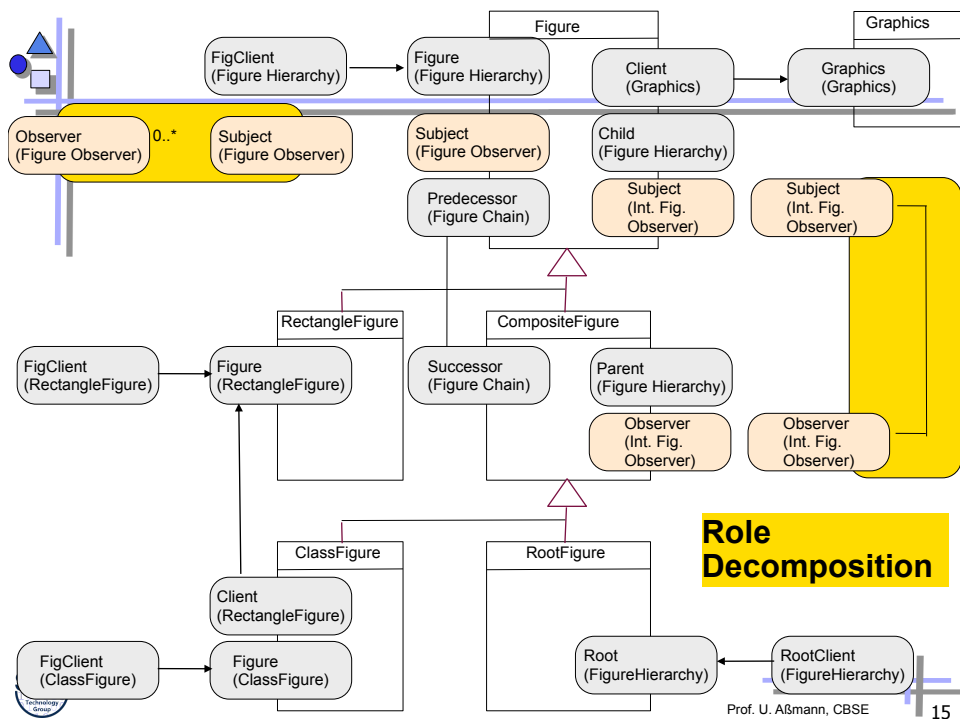 Figure
Graphics
FigClient
(Figure Hierarchy)
Figure
(Figure Hierarchy)
Client
(Graphics)
Graphics
(Graphics)
Observer
(Figure Observer)
0..*
Subject
(Figure Observer)
Subject
(Figure Observer)
Child
(Figure Hierarchy)
Predecessor
(Figure Chain)
Subject
(Int. Fig.
Observer)
Subject
(Int. Fig.
Observer)
RectangleFigure
CompositeFigure
FigClient
(RectangleFigure)
Figure
(RectangleFigure)
Successor
(Figure Chain)
Parent
(Figure Hierarchy)
Observer
(Int. Fig.
Observer)
Observer
(Int. Fig.
Observer)
Role
Decomposition
ClassFigure
RootFigure
Client
(RectangleFigure)
FigClient
(ClassFigure)
Figure
(ClassFigure)
Root
(FigureHierarchy)
RootClient
(FigureHierarchy)
Technology
Group
Prof. U. Aßmann, CBSE
15